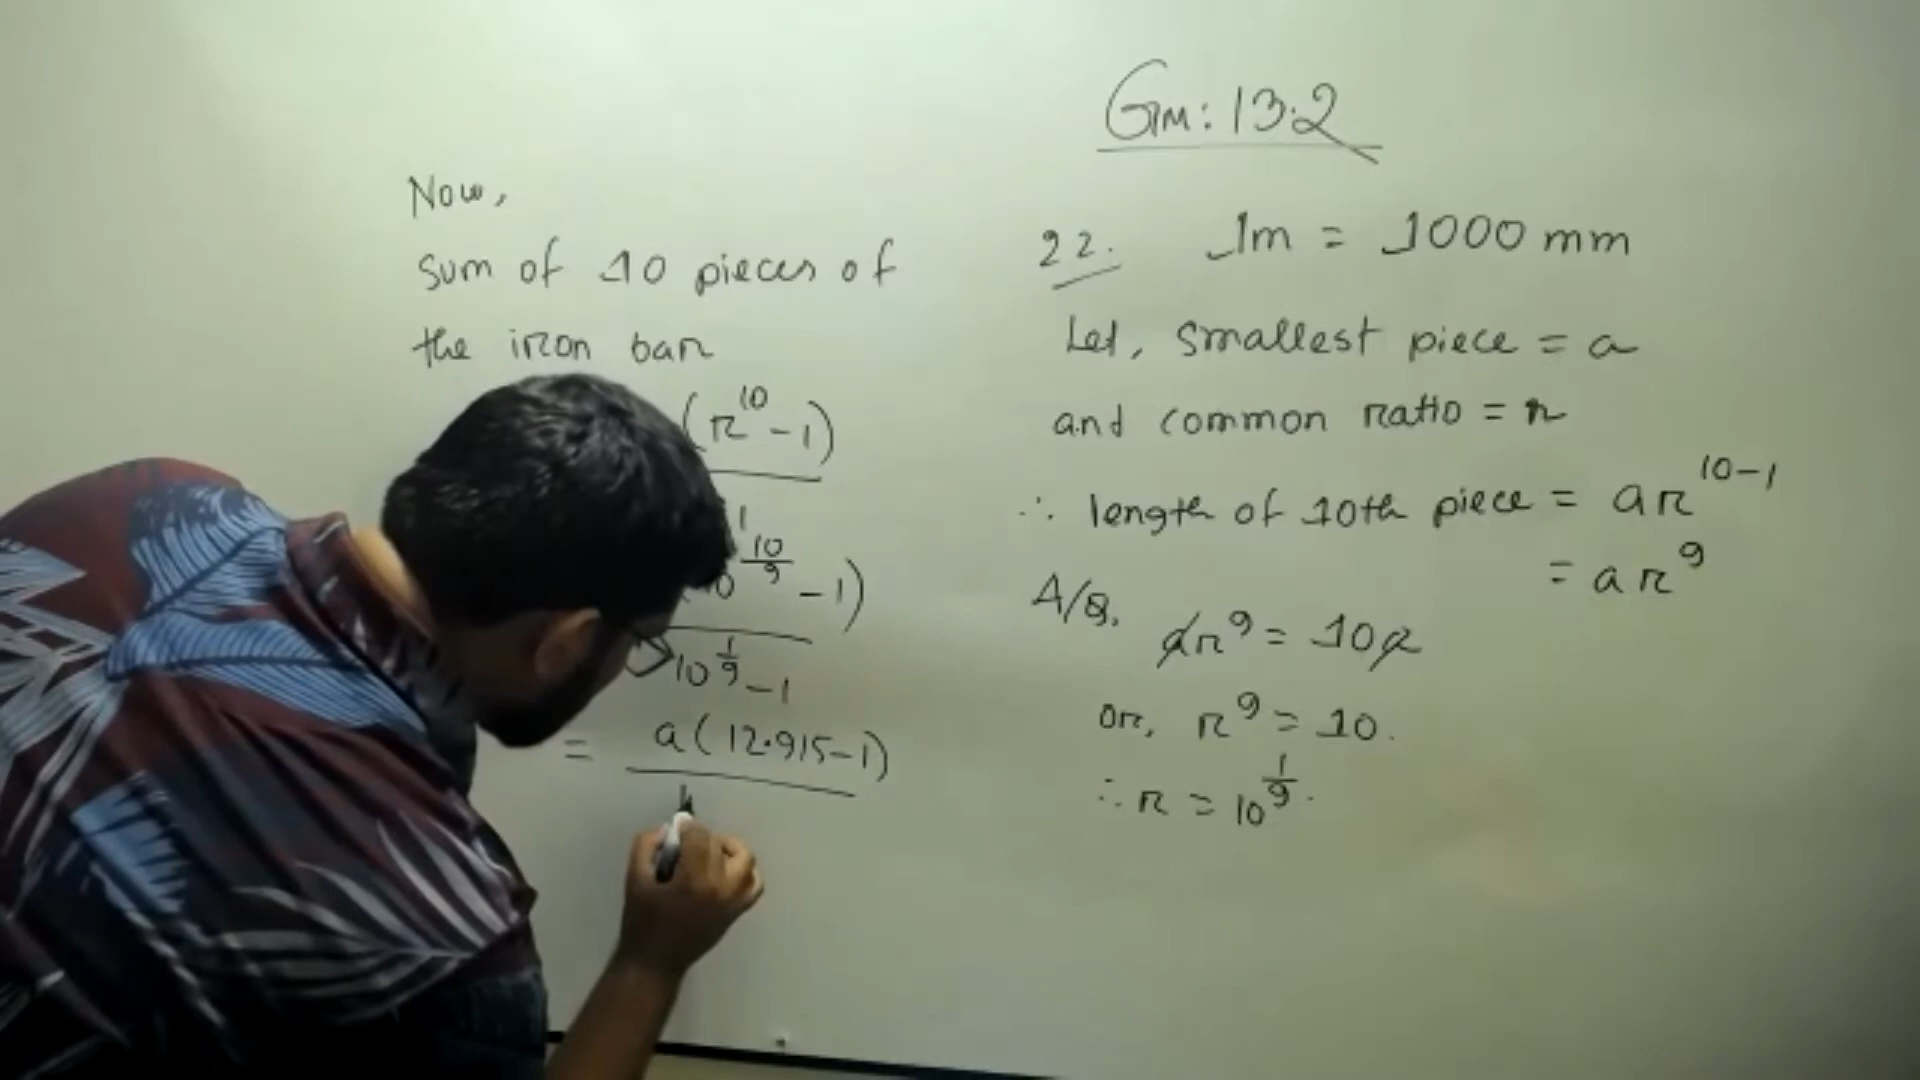 Gm: 13.2
22. 1m = 1000 mm
Let, smallest piece = a
and common ratio = r
∴ length of 10th piece = ar^{10-1}
= ar^9
A/Q, ar^9 = 10a
or, r^9 = 10.
∴ r = 10^{1/9}.
Now,
sum of 10 pieces of
the iron bar
(r^{10} - 1)
1
0^{10/9} - 1)
10^{1/9} - 1
= a(12.915-1)